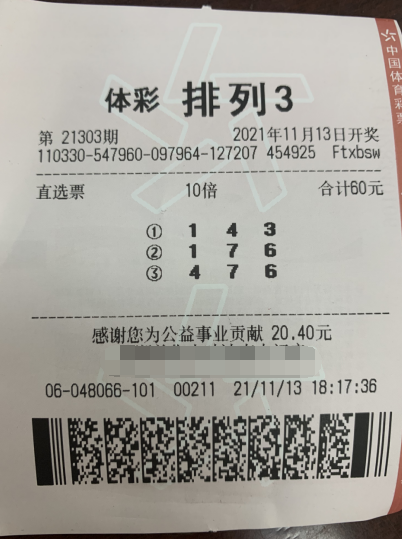 中国体育彩票
体彩 排列3
第 21303期 2021年11月13日开奖
110330-547960-097964-127207 454925 Ftxbsw
直选票 10倍 合计60元
① 1 4 3
② 1 7 6
③ 4 7 6
感谢您为公益事业贡献 20.40元
06-048066-101 00211 21/11/13 18:17:36